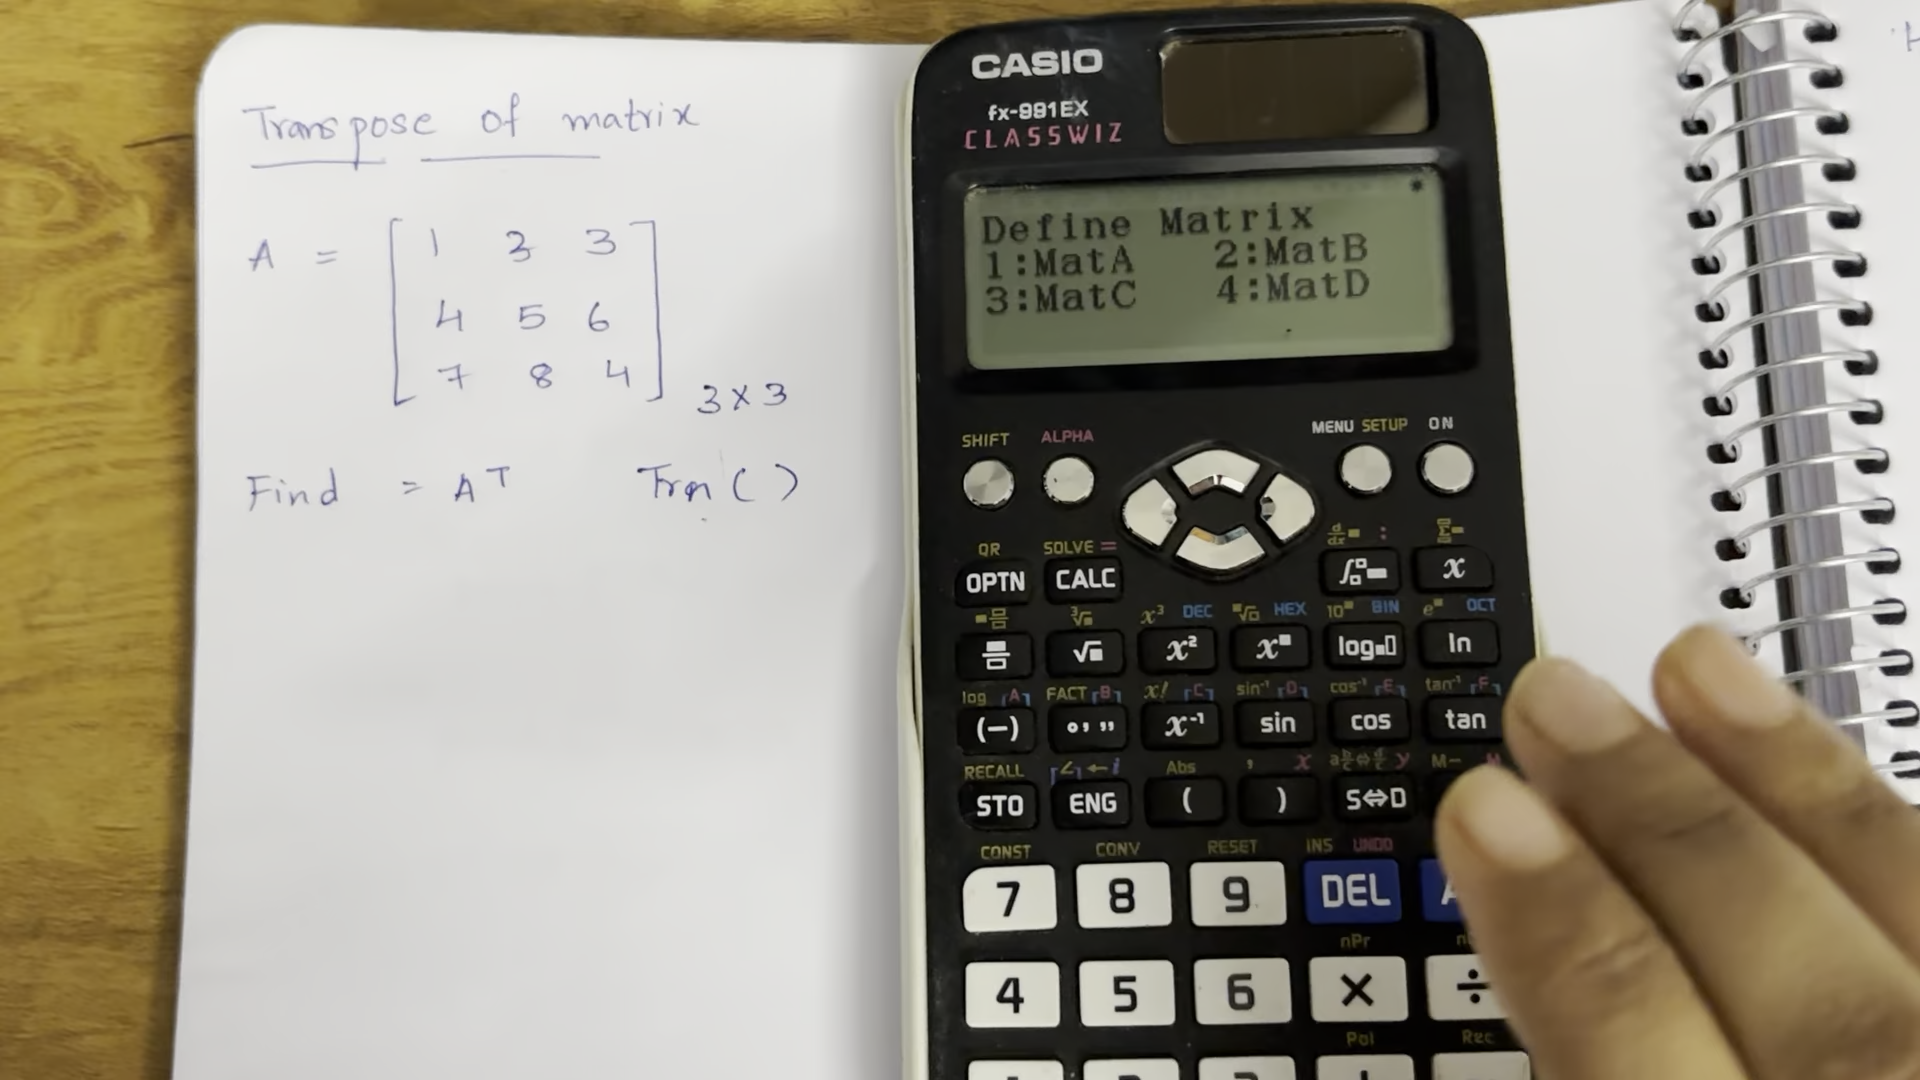 Transpose of matrix
A = [ 1 2 3
4 5 6
7 8 4 ] 3×3
Find = A^T Trn ( )
CASIO
fx-991EX
CLASSWIZ
Define Matrix
1:MatA 2:MatB
3:MatC 4:MatD
SHIFT ALPHA MENU SETUP ON
QR SOLVE =
OPTN CALC x
x³ DEC HEX 10■ BIN e■ OCT
√■ x² x■ log■□ ln
log A FACT B x! C sin⁻¹ D cos⁻¹ E tan⁻¹ F
(−) °’” x⁻¹ sin cos tan
RECALL ∠ ← i Abs , x a b/c⇔d/c y M−
STO ENG ( ) S⇔D
CONST CONV RESET INS UNDO
7 8 9 DEL
nPr
4 5 6 × ÷
Pol Rec